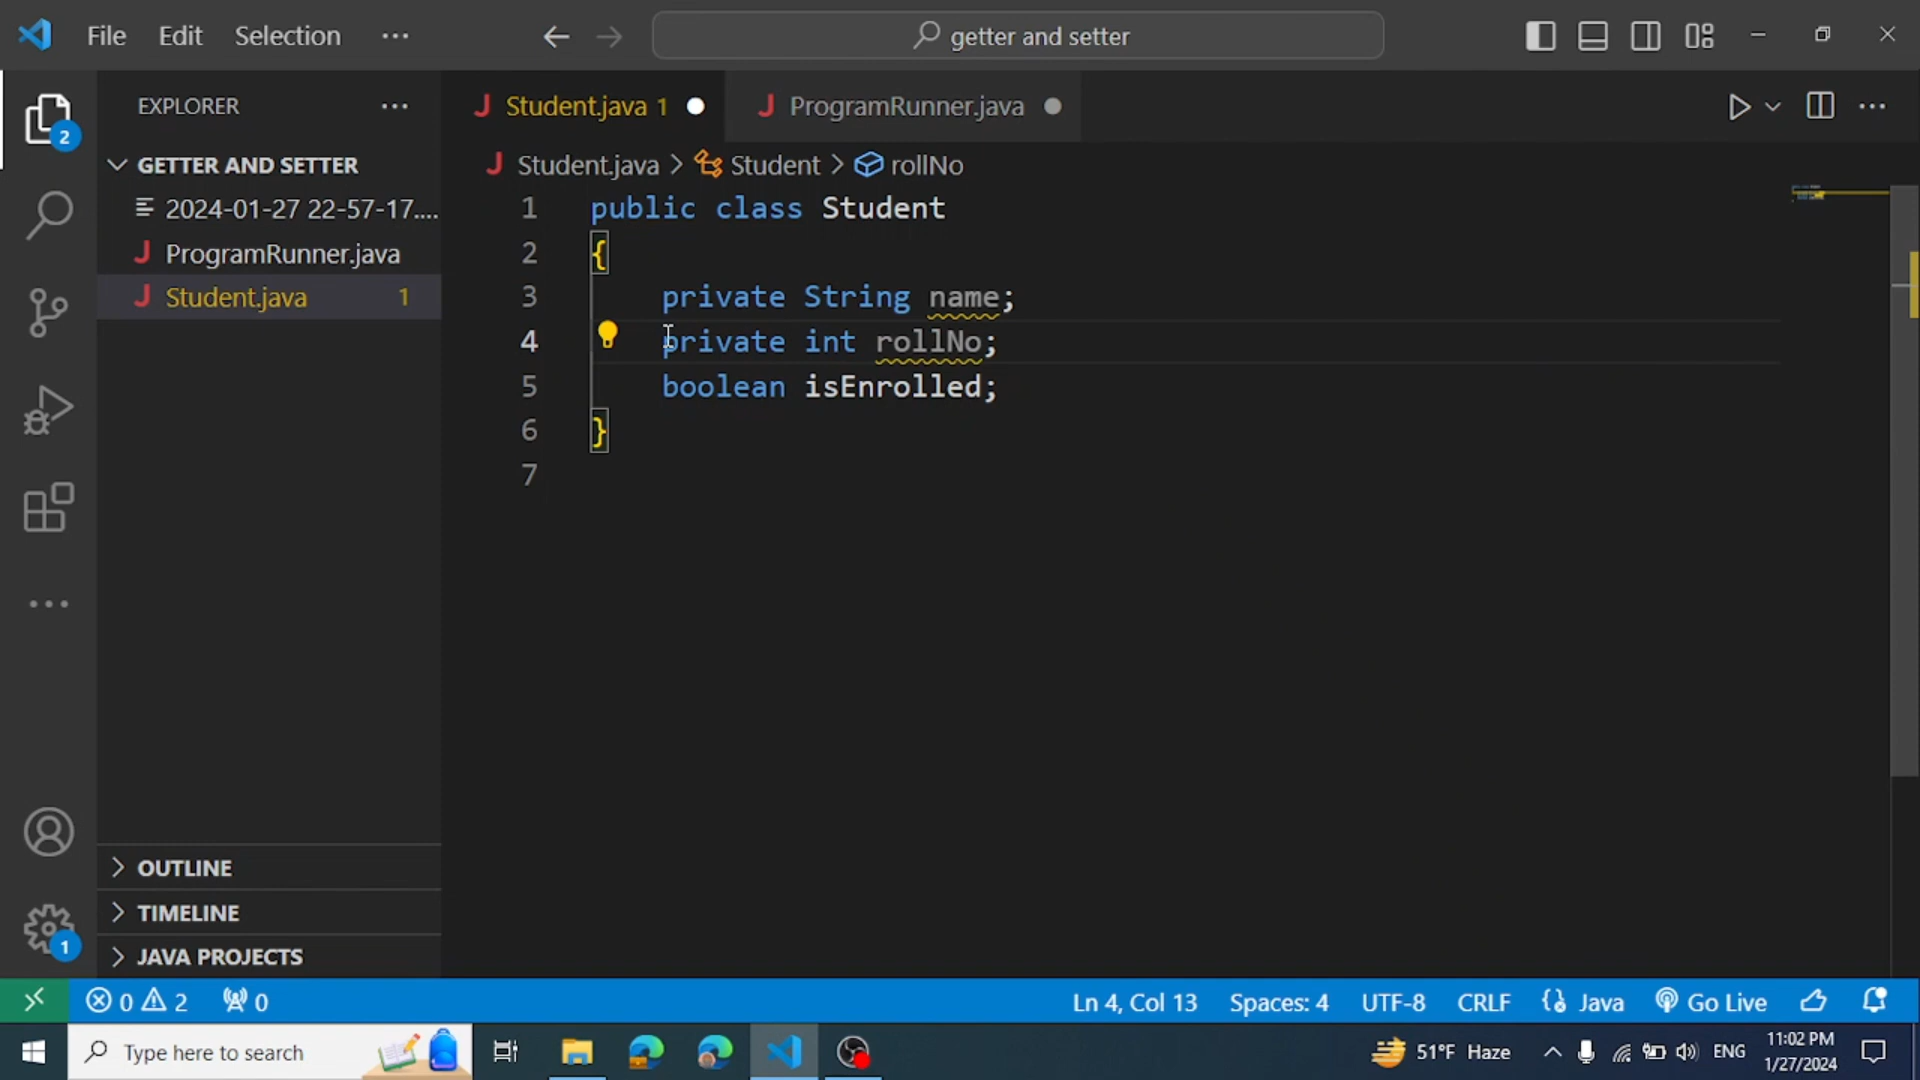 File Edit Selection ···
getter and setter
EXPLORER ···
GETTER AND SETTER
2024-01-27 22-57-17....
ProgramRunner.java
Student.java 1
2
Student.java 1
ProgramRunner.java
Student.java > Student > rollNo
1 public class Student
2 {
3 private String name;
4 private int rollNo;
5 boolean isEnrolled;
6 }
7
OUTLINE
TIMELINE
JAVA PROJECTS
1
0 2 0
Ln 4, Col 13 Spaces: 4 UTF-8 CRLF Java Go Live
Type here to search
51°F Haze ENG
11:02 PM
1/27/2024